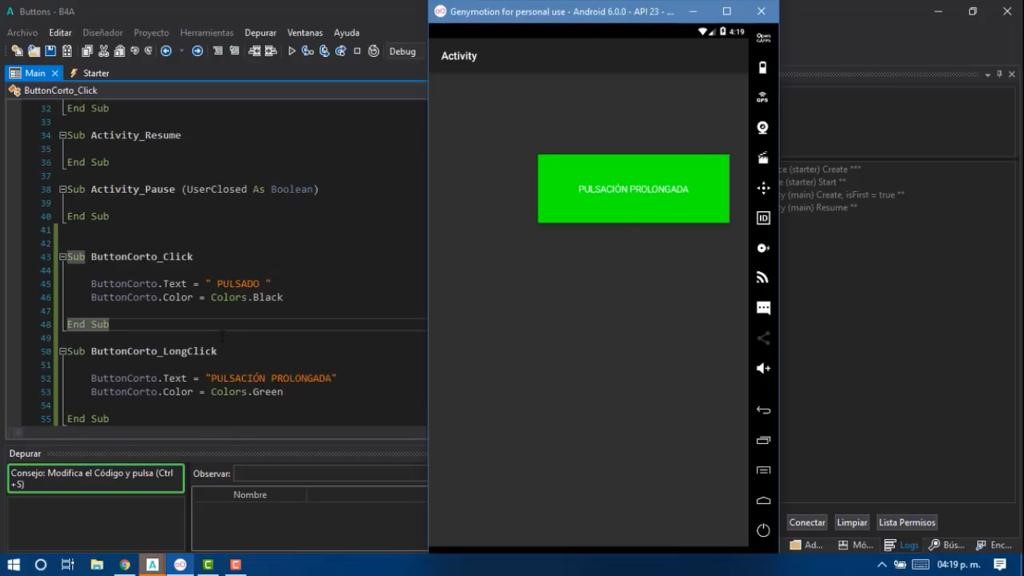 Buttons - B4A
Archivo Editar Diseñador Proyecto Herramientas Depurar Ventanas Ayuda
Debug
Main Starter
ButtonCorto_Click
32 End Sub
33
34 Sub Activity_Resume
35
36 End Sub
37
38 Sub Activity_Pause (UserClosed As Boolean)
39
40 End Sub
41
42
43 Sub ButtonCorto_Click
44
45 ButtonCorto.Text = " PULSADO "
46 ButtonCorto.Color = Colors.Black
47
48 End Sub
49
50 Sub ButtonCorto_LongClick
51
52 ButtonCorto.Text = "PULSACIÓN PROLONGADA"
53 ButtonCorto.Color = Colors.Green
54
55 End Sub
Depurar
Consejo: Modifica el Código y pulsa (Ctrl
+S)
Observar:
Nombre
Genymotion for personal use - Android 6.0.0 - API 23 - ...
4:19
Activity
PULSACIÓN PROLONGADA
GPS
ID
ce (starter) Create ***
e (starter) Start **
y (main) Create, isFirst = true **
y (main) Resume **
Conectar Limpiar Lista Permisos
Ad... Mó... Logs Bús... Enc...
04:19 p. m.